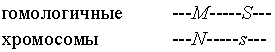 гомологичные ---M-----S---
хромосомы ---N-----s---